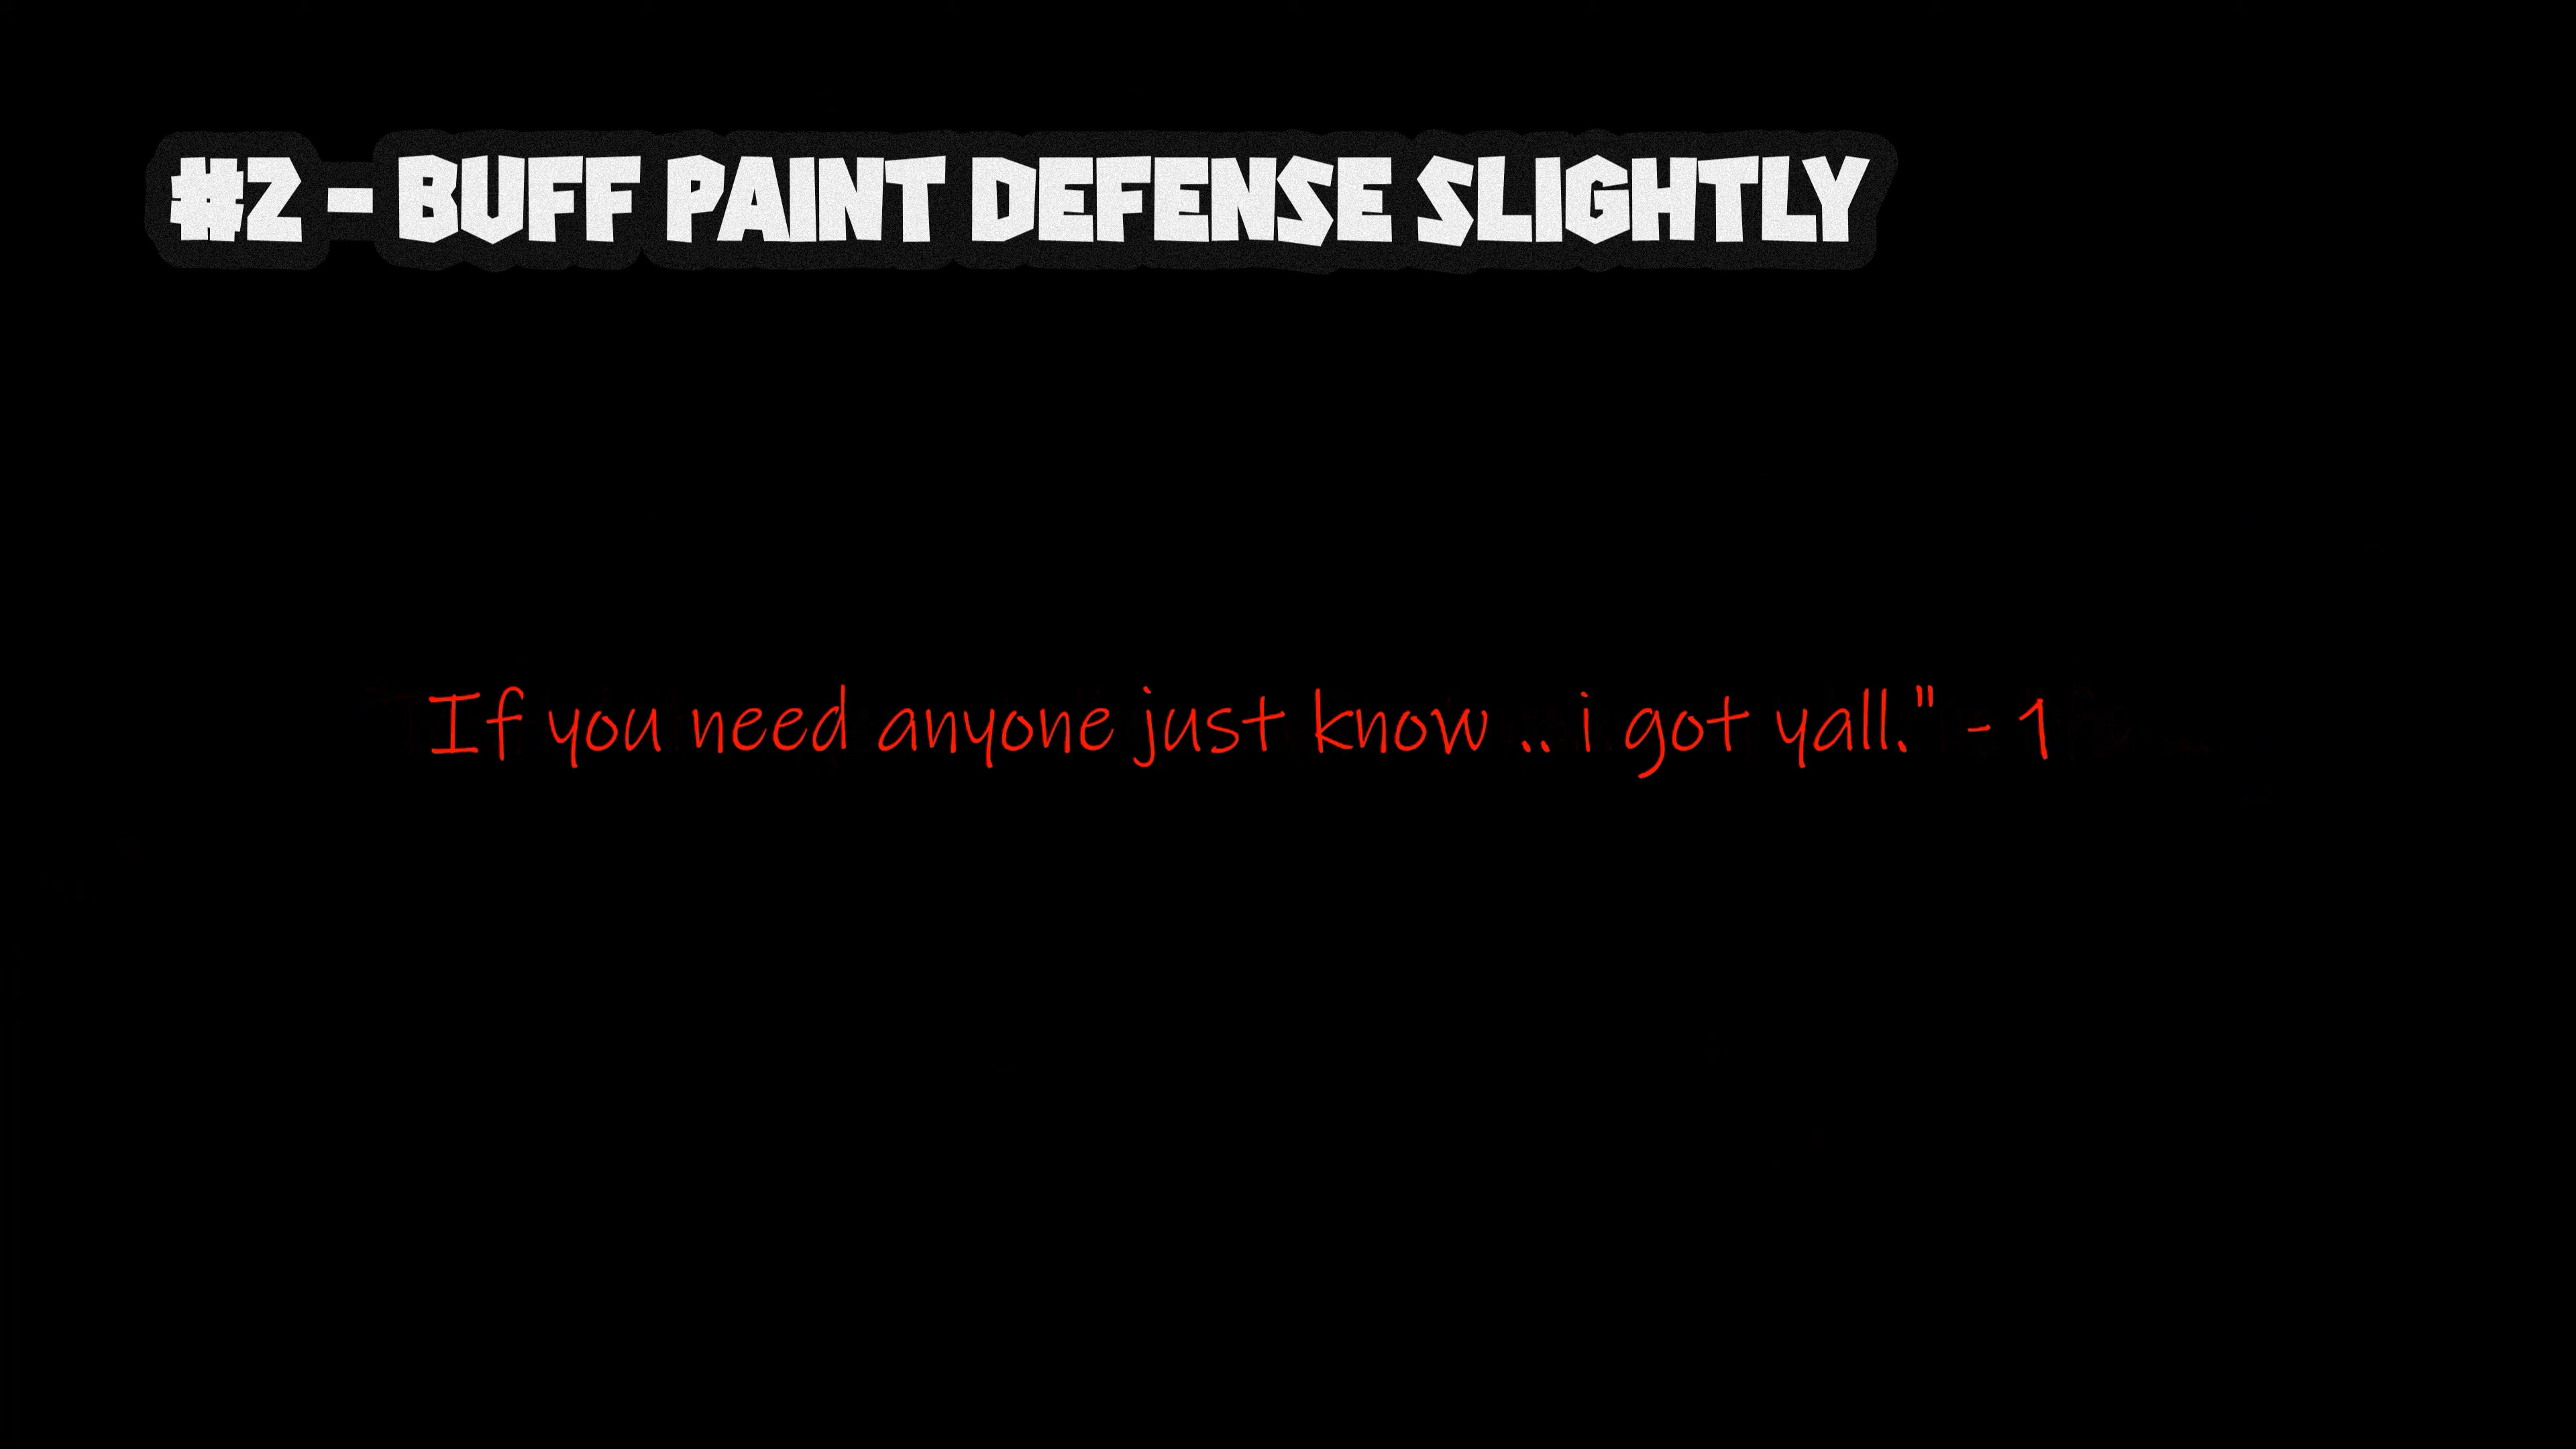 #2 - BUFF PAINT DEFENSE SLIGHTLY
If you need anyone just know .. i got yall." - 1